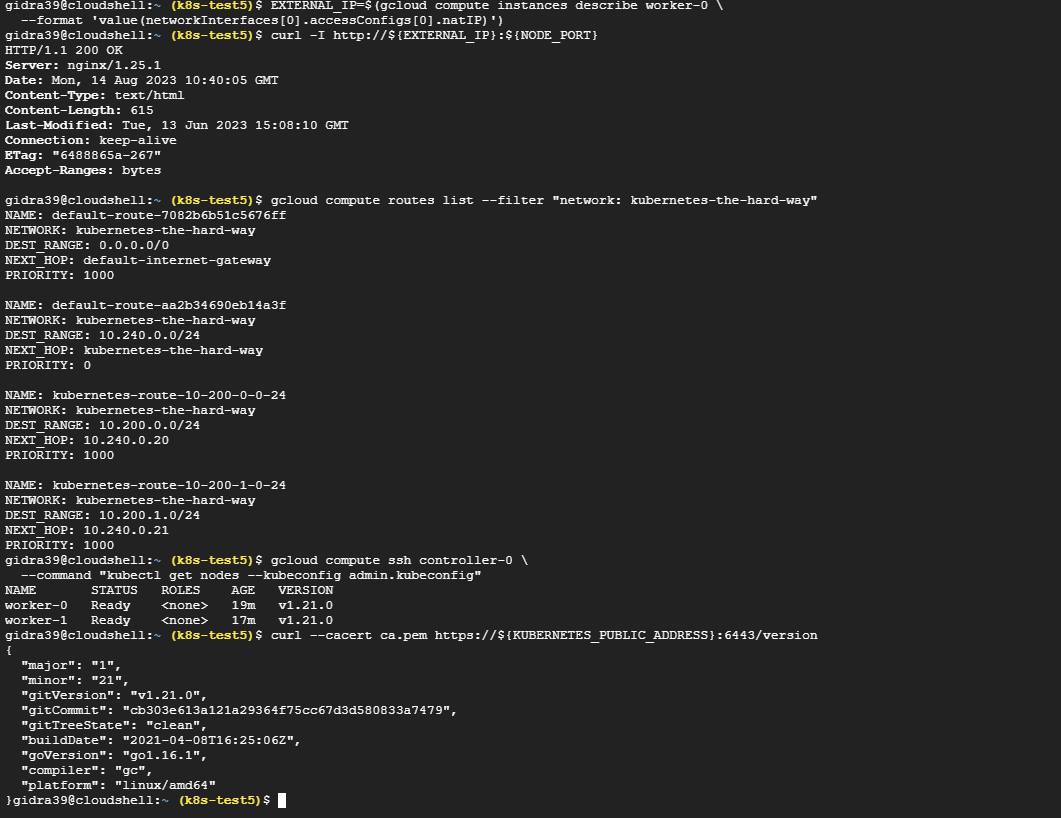 gidra39@cloudshell:~ (k8s-test5)$ EXTERNAL_IP=$(gcloud compute instances describe worker-0 \
  --format 'value(networkInterfaces[0].accessConfigs[0].natIP)')
gidra39@cloudshell:~ (k8s-test5)$ curl -I http://${EXTERNAL_IP}:${NODE_PORT}
HTTP/1.1 200 OK
Server: nginx/1.25.1
Date: Mon, 14 Aug 2023 10:40:05 GMT
Content-Type: text/html
Content-Length: 615
Last-Modified: Tue, 13 Jun 2023 15:08:10 GMT
Connection: keep-alive
ETag: "6488865a-267"
Accept-Ranges: bytes

gidra39@cloudshell:~ (k8s-test5)$ gcloud compute routes list --filter "network: kubernetes-the-hard-way"
NAME: default-route-7082b6b51c5676ff
NETWORK: kubernetes-the-hard-way
DEST_RANGE: 0.0.0.0/0
NEXT_HOP: default-internet-gateway
PRIORITY: 1000

NAME: default-route-aa2b34690eb14a3f
NETWORK: kubernetes-the-hard-way
DEST_RANGE: 10.240.0.0/24
NEXT_HOP: kubernetes-the-hard-way
PRIORITY: 0

NAME: kubernetes-route-10-200-0-0-24
NETWORK: kubernetes-the-hard-way
DEST_RANGE: 10.200.0.0/24
NEXT_HOP: 10.240.0.20
PRIORITY: 1000

NAME: kubernetes-route-10-200-1-0-24
NETWORK: kubernetes-the-hard-way
DEST_RANGE: 10.200.1.0/24
NEXT_HOP: 10.240.0.21
PRIORITY: 1000
gidra39@cloudshell:~ (k8s-test5)$ gcloud compute ssh controller-0 \
  --command "kubectl get nodes --kubeconfig admin.kubeconfig"
NAME       STATUS   ROLES    AGE   VERSION
worker-0   Ready    <none>   19m   v1.21.0
worker-1   Ready    <none>   17m   v1.21.0
gidra39@cloudshell:~ (k8s-test5)$ curl --cacert ca.pem https://${KUBERNETES_PUBLIC_ADDRESS}:6443/version
{
  "major": "1",
  "minor": "21",
  "gitVersion": "v1.21.0",
  "gitCommit": "cb303e613a121a29364f75cc67d3d580833a7479",
  "gitTreeState": "clean",
  "buildDate": "2021-04-08T16:25:06Z",
  "goVersion": "go1.16.1",
  "compiler": "gc",
  "platform": "linux/amd64"
}gidra39@cloudshell:~ (k8s-test5)$